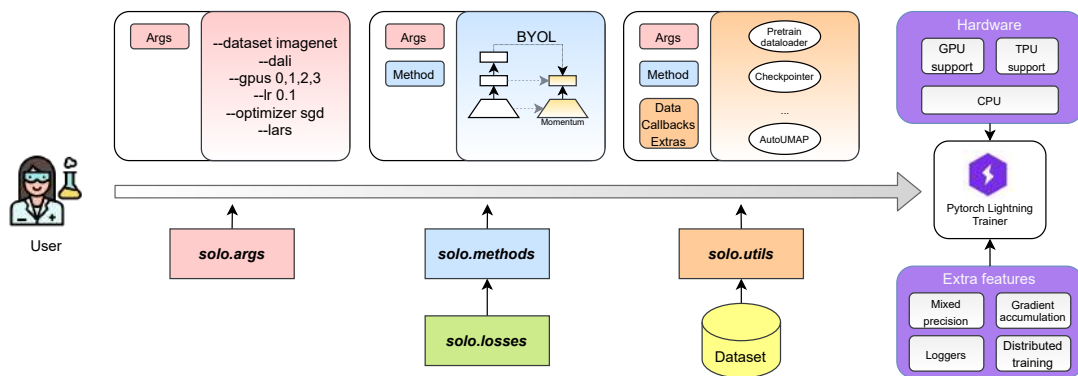 Args
--dataset imagenet
--dali
--gpus 0,1,2,3
--lr 0.1
--optimizer sgd
--lars
Args
Method
BYOL
Momentum
Args
Method
Data
Callbacks
Extras
Pretrain
dataloader
Checkpointer
...
AutoUMAP
Hardware
GPU
support
TPU
support
CPU
User
Pytorch Lightning
Trainer
solo.args
solo.methods
solo.utils
solo.losses
Dataset
Extra features
Mixed
precision
Gradient
accumulation
Loggers
Distributed
training